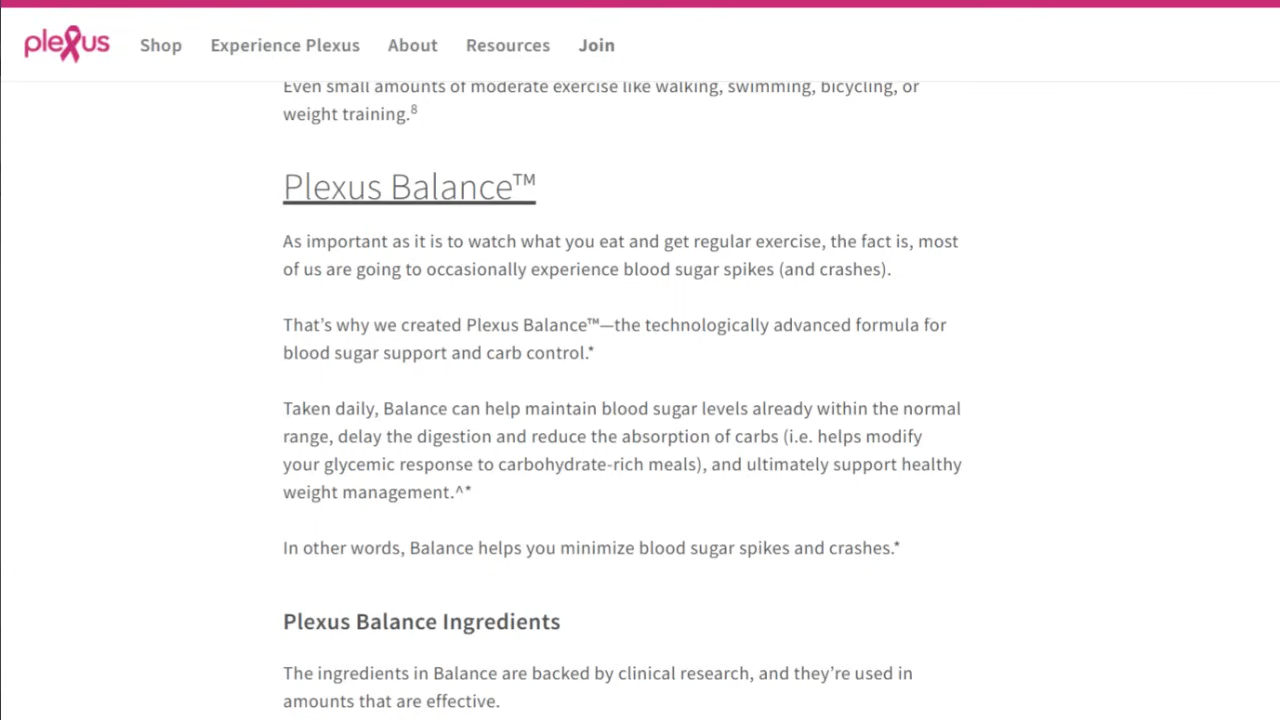 plexus
Shop Experience Plexus About Resources Join
Even small amounts of moderate exercise like walking, swimming, bicycling, or
weight training.⁸
Plexus Balance™
As important as it is to watch what you eat and get regular exercise, the fact is, most
of us are going to occasionally experience blood sugar spikes (and crashes).
That’s why we created Plexus Balance™—the technologically advanced formula for
blood sugar support and carb control.*
Taken daily, Balance can help maintain blood sugar levels already within the normal
range, delay the digestion and reduce the absorption of carbs (i.e. helps modify
your glycemic response to carbohydrate-rich meals), and ultimately support healthy
weight management.^*
In other words, Balance helps you minimize blood sugar spikes and crashes.*
Plexus Balance Ingredients
The ingredients in Balance are backed by clinical research, and they’re used in
amounts that are effective.